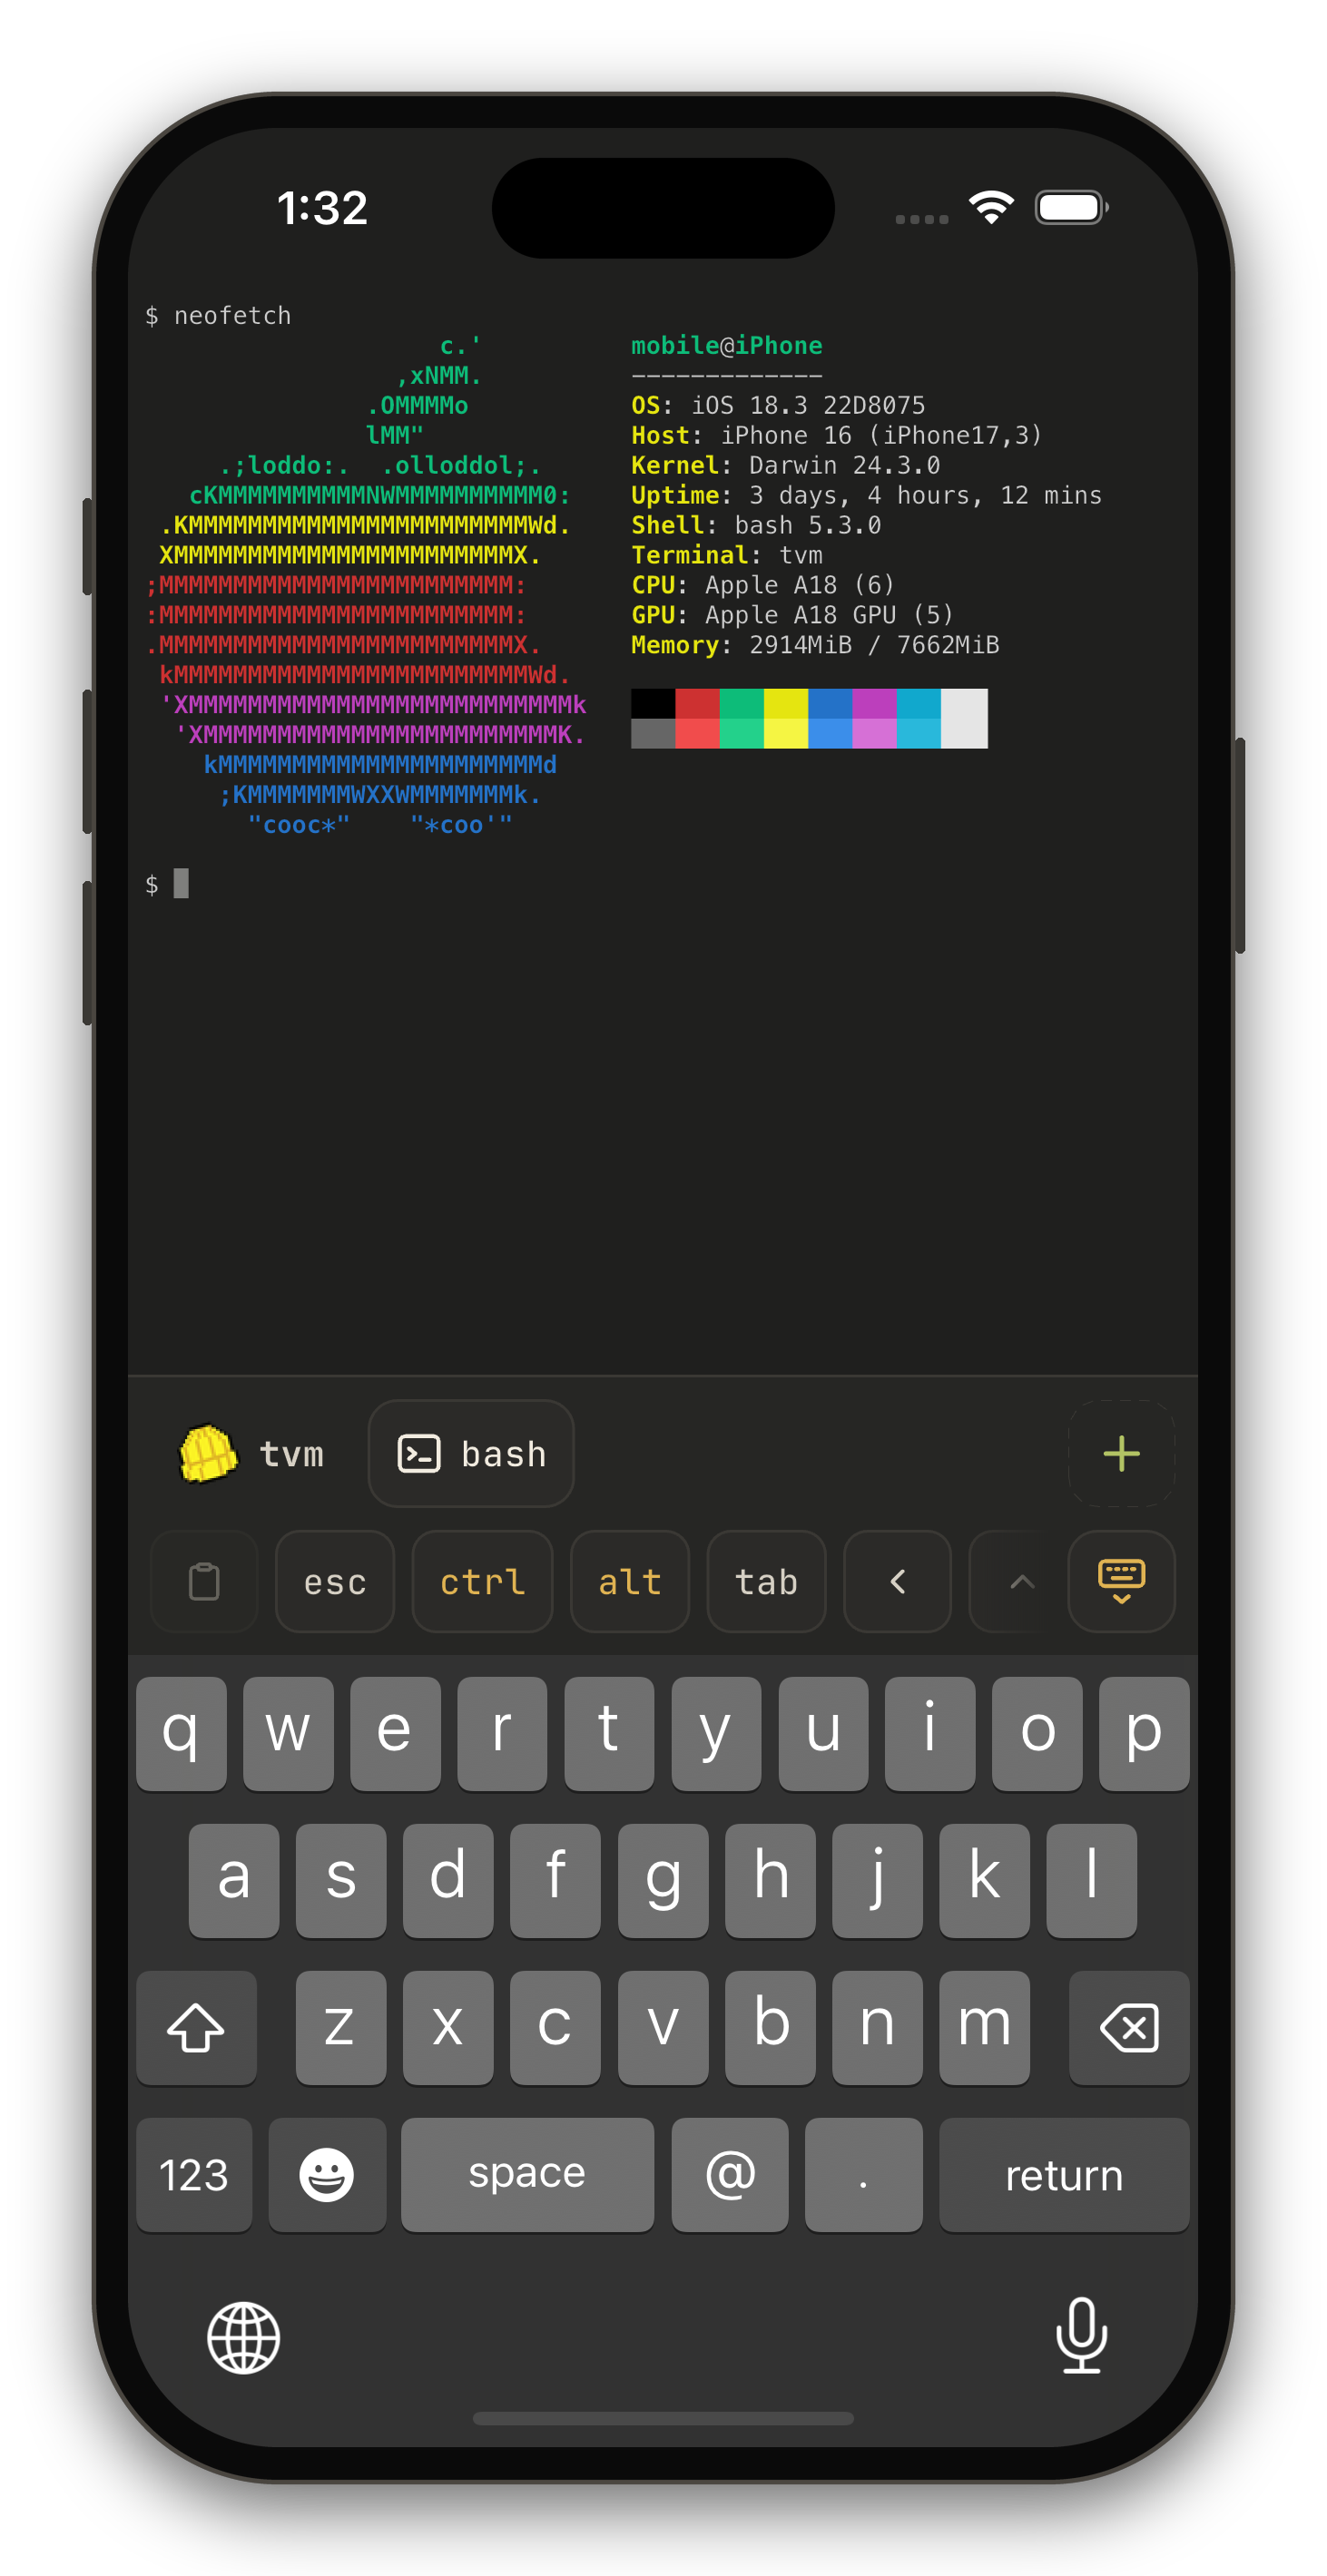 1:32
$ neofetch
c.' mobile@iPhone
,xNMM. -------------
.OMMMMo OS: iOS 18.3 22D8075
lMM" Host: iPhone 16 (iPhone17,3)
.;loddo:. .olloddol;. Kernel: Darwin 24.3.0
cKMMMMMMMMMMNWMMMMMMMMMM0: Uptime: 3 days, 4 hours, 12 mins
.KMMMMMMMMMMMMMMMMMMMMMMMWd. Shell: bash 5.3.0
XMMMMMMMMMMMMMMMMMMMMMMMX. Terminal: tvm
;MMMMMMMMMMMMMMMMMMMMMMMM: CPU: Apple A18 (6)
:MMMMMMMMMMMMMMMMMMMMMMMM: GPU: Apple A18 GPU (5)
.MMMMMMMMMMMMMMMMMMMMMMMMX. Memory: 2914MiB / 7662MiB
kMMMMMMMMMMMMMMMMMMMMMMMMWd.
'XMMMMMMMMMMMMMMMMMMMMMMMMMMk
'XMMMMMMMMMMMMMMMMMMMMMMMMK.
kMMMMMMMMMMMMMMMMMMMMMMd
;KMMMMMMMWXXWMMMMMMMk.
"cooc*" "*coo'"
$
tvm bash
esc ctrl alt tab
q w e r t y u i o p
a s d f g h j k l
z x c v b n m
123 space @ . return